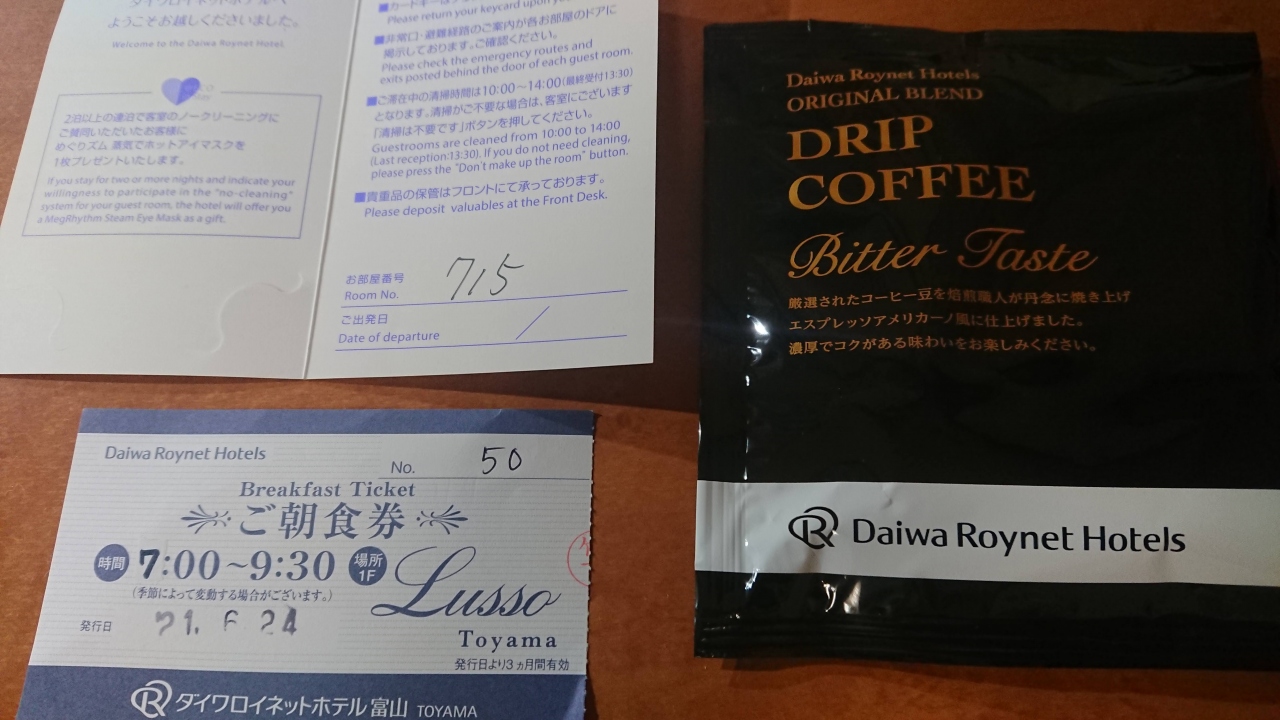 ダイワロイネットホテルへ
ようこそお越しくださいました。
Welcome to the Daiwa Roynet Hotel.
2泊以上の連泊で客室のノークリーニングに
ご賛同いただいたお客様に
めぐりズム 蒸気でホットアイマスクを
1枚プレゼントいたします。
If you stay for two or more nights and indicate your
willingness to participate in the "no-cleaning"
system for your guest room, the hotel will offer you
a MegRhythm Steam Eye Mask as a gift.
Please return your keycard upon
■非常口・避難経路のご案内が各お部屋のドアに
掲示しております。ご確認ください。
Please check the emergency routes and
exits posted behind the door of each guest room.
■ご滞在中の清掃時間は10:00〜14:00(最終受付13:30)
となります。清掃がご不要な場合は、客室にございます
「清掃は不要です」ボタンを押してください。
Guestrooms are cleaned from 10:00 to 14:00
(Last reception:13:30). If you do not need cleaning,
please press the "Don't make up the room" button.
■貴重品の保管はフロントにて承っております。
Please deposit valuables at the Front Desk.
お部屋番号
Room No. 715
ご出発日
Date of departure /
Daiwa Roynet Hotels
No. 50
Breakfast Ticket
ご朝食券
時間 7:00~9:30 場所 1F
(季節によって変動する場合がございます。)
Lusso
Toyama
発行日 21. 6. 24
発行日より3ヵ月間有効
ダイワロイネットホテル富山 TOYAMA
Daiwa Roynet Hotels
ORIGINAL BLEND
DRIP
COFFEE
Bitter Taste
厳選されたコーヒー豆を焙煎職人が丹念に焼き上げ
エスプレッソアメリカーノ風に仕上げました。
濃厚でコクがある味わいをお楽しみください。
Daiwa Roynet Hotels